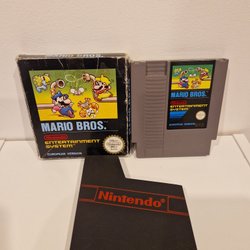 MARIO BROS.
ENTERTAINMENT
SYSTEM
EUROPEAN VERSION
MARIO BROS.
ENTERTAINMENT
SYSTEM
Nintendo